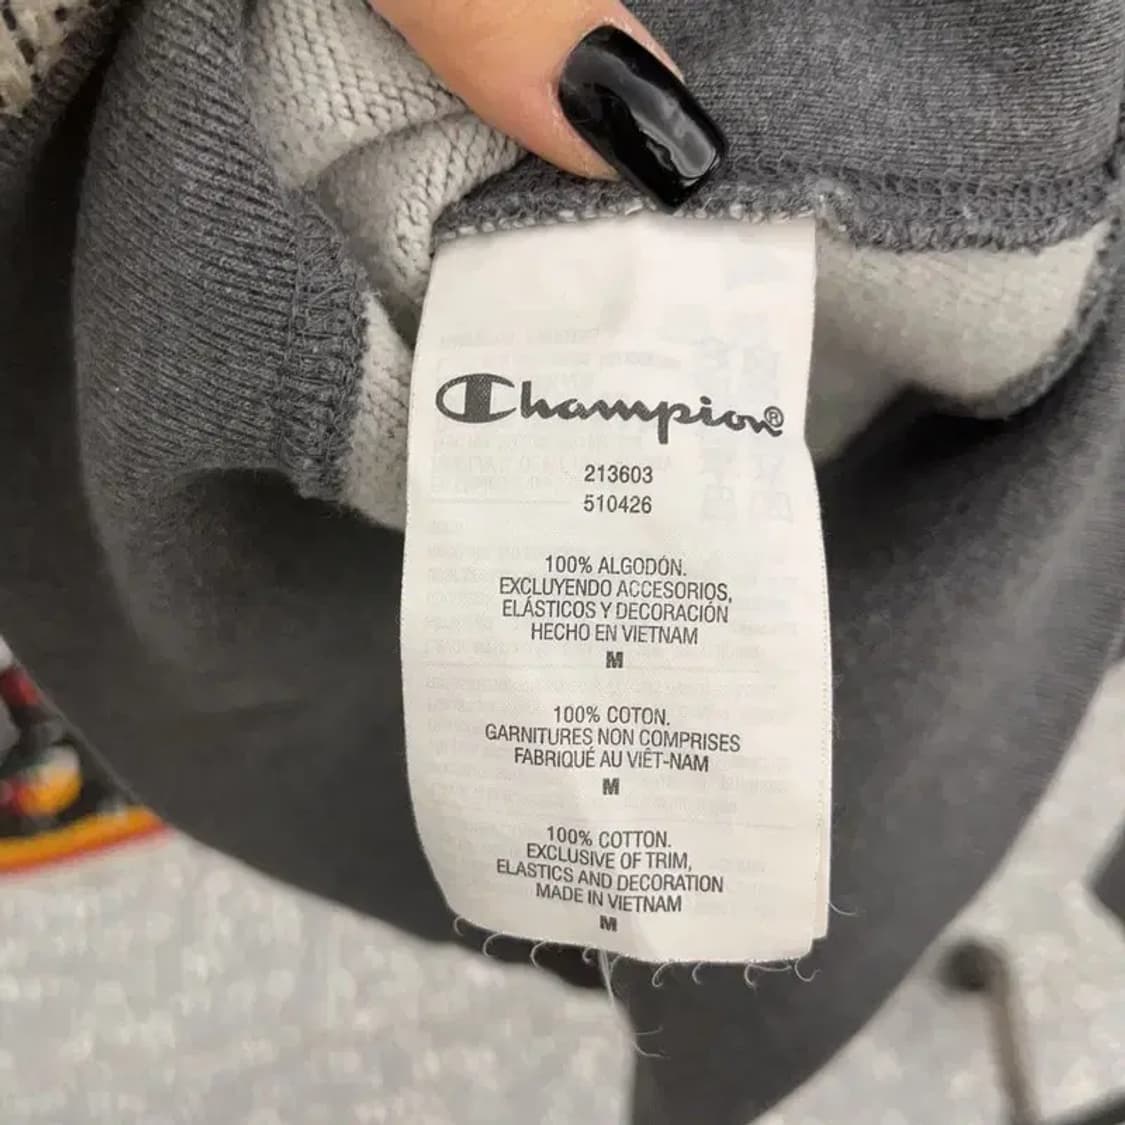 Champion®
213603
510426
100% ALGODÓN.
EXCLUYENDO ACCESORIOS,
ELÁSTICOS Y DECORACIÓN
HECHO EN VIETNAM
M
100% COTON.
GARNITURES NON COMPRISES
FABRIQUÉ AU VIÊT-NAM
M
100% COTTON.
EXCLUSIVE OF TRIM,
ELASTICS AND DECORATION
MADE IN VIETNAM
M